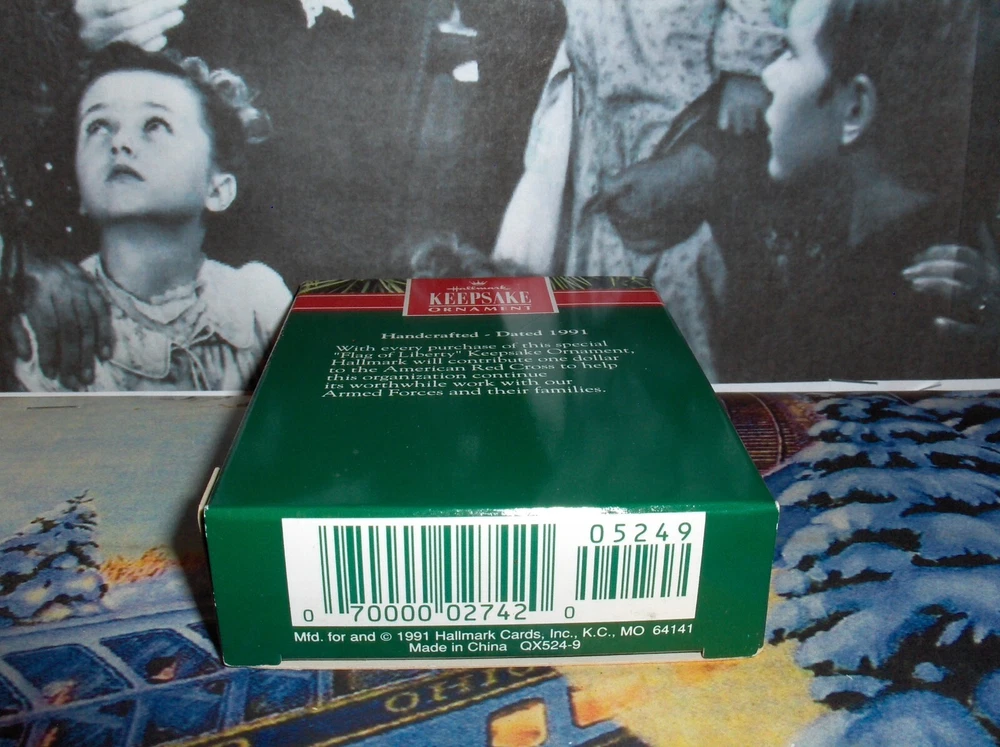 Hallmark
KEEPSAKE
ORNAMENT
Handcrafted - Dated 1991
With every purchase of this special
"Flag of Liberty" Keepsake Ornament,
Hallmark will contribute one dollar
to the American Red Cross to help
this organization continue
its worthwhile work with our
Armed Forces and their families.
05249
0 70000 02742 0
Mfd. for and © 1991 Hallmark Cards, Inc., K.C., MO 64141
Made in China QX524-9